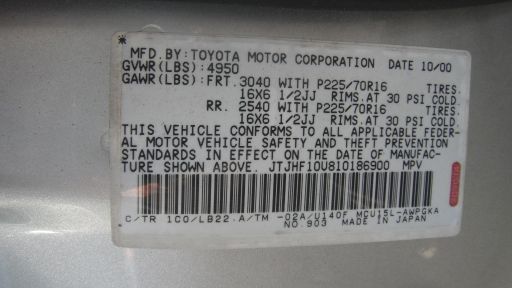 MFD. BY: TOYOTA MOTOR CORPORATION DATE 10/00
GVWR(LBS): 4950
GAWR(LBS): FRT. 3040 WITH P225/70R16 TIRES.
16X6 1/2JJ RIMS. AT 30 PSI COLD.
RR. 2540 WITH P225/70R16 TIRES.
16X6 1/2JJ RIMS. AT 30 PSI COLD.
THIS VEHICLE CONFORMS TO ALL APPLICABLE FEDER-
AL MOTOR VEHICLE SAFETY AND THEFT PREVENTION
STANDARDS IN EFFECT ON THE DATE OF MANUFAC-
TURE SHOWN ABOVE. JTJHF10U810186900 MPV
C/TR 1C0/LB22 A/TM -02A/U140F MCU15L-AWPGKA
NO. 903 MADE IN JAPAN